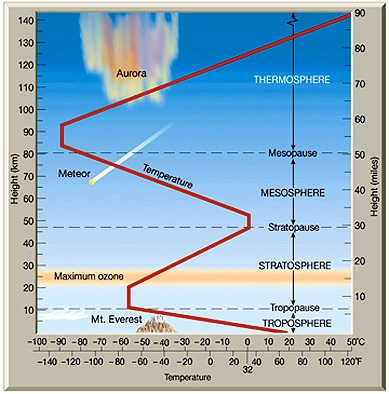 140
130
120
110
100
90
80
70
60
50
40
30
20
10
Height (km)
90
80
70
60
50
40
30
20
10
Height (miles)
Aurora
THERMOSPHERE
Mesopause
Meteor
Temperature
MESOSPHERE
Stratopause
STRATOSPHERE
Maximum ozone
Tropopause
Mt. Everest
TROPOSPHERE
-100 -90 -80 -70 -60 -50 -40 -30 -20 -10 0 10 20 30 40 50°C
-140 -120 -100 -80 -60 -40 -20 0 20 32 40 60 80 100 120°F
Temperature